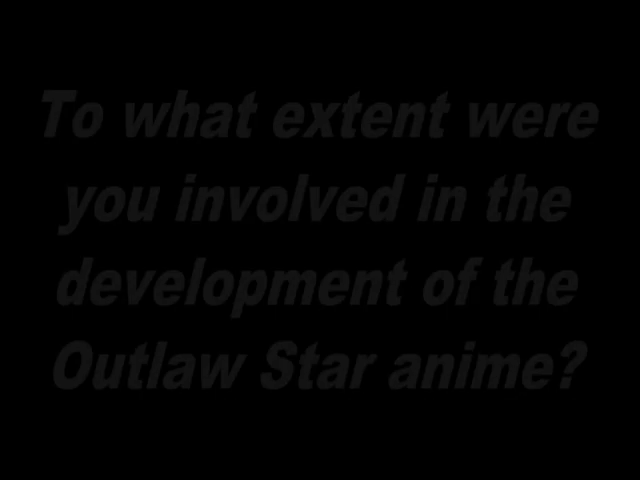 To what extent were
you involved in the
development of the
Outlaw Star anime?